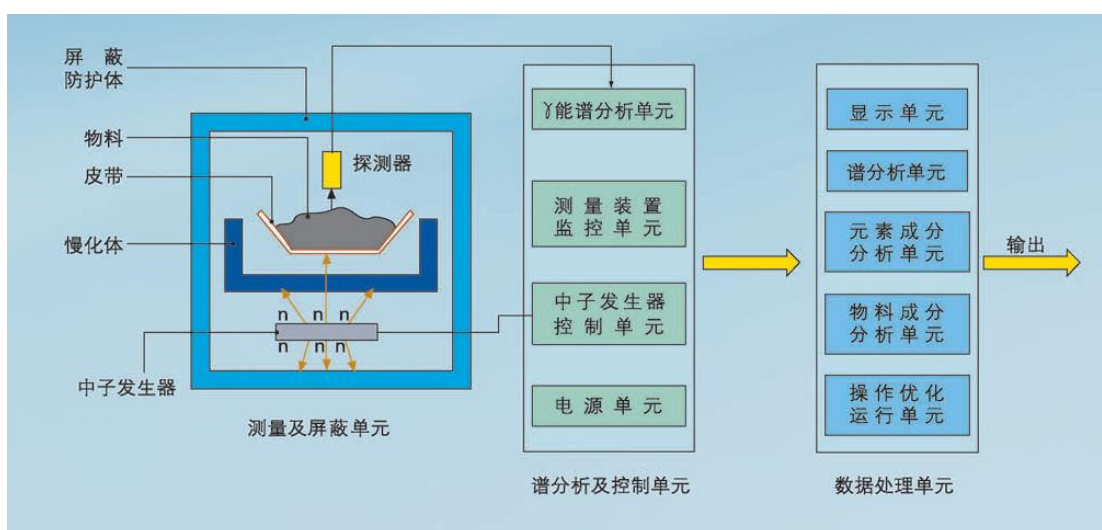 屏蔽
防护体
物料
皮带
慢化体
中子发生器
探测器
n n n
n n n
测量及屏蔽单元
γ能谱分析单元
测量装置
监控单元
中子发生器
控制单元
电源单元
谱分析及控制单元
显示单元
谱分析单元
元素成分
分析单元
物料成分
分析单元
操作优化
运行单元
数据处理单元
输出